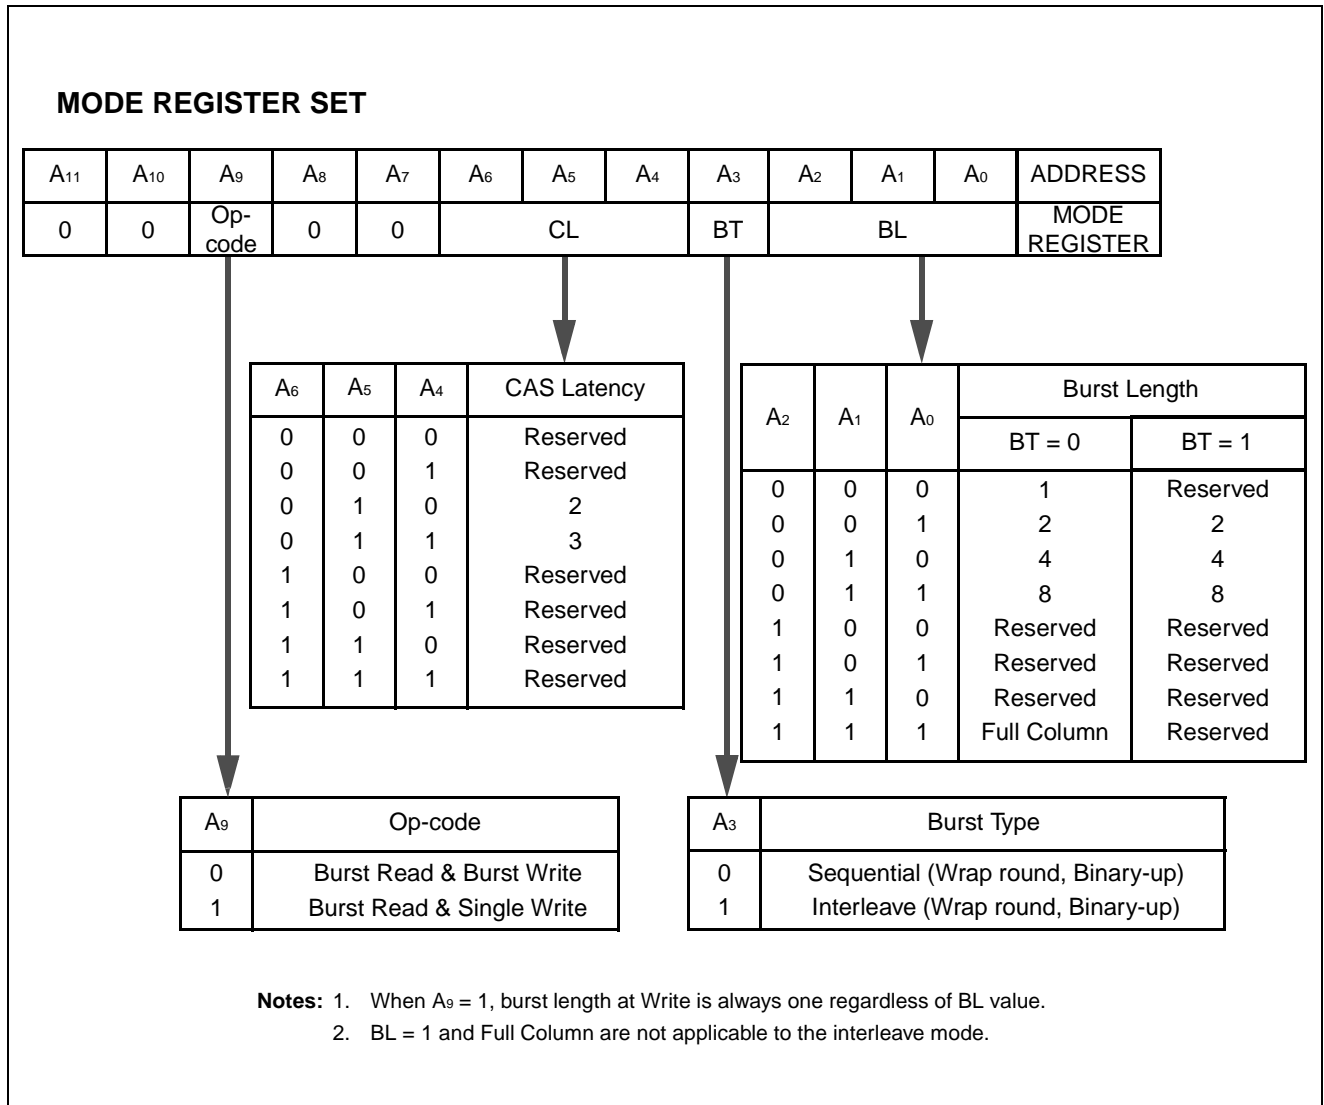 MODE REGISTER SET
A11 A10 A9 A8 A7 A6 A5 A4 A3 A2 A1 A0 ADDRESS
0 0 Op-code 0 0 CL BT BL MODE REGISTER
A6 A5 A4 CAS Latency
0 0 0 Reserved
0 0 1 Reserved
0 1 0 2
0 1 1 3
1 0 0 Reserved
1 0 1 Reserved
1 1 0 Reserved
1 1 1 Reserved
A2 A1 A0 Burst Length
BT = 0 BT = 1
0 0 0 1 Reserved
0 0 1 2 2
0 1 0 4 4
0 1 1 8 8
1 0 0 Reserved Reserved
1 0 1 Reserved Reserved
1 1 0 Reserved Reserved
1 1 1 Full Column Reserved
A9 Op-code
0 Burst Read & Burst Write
1 Burst Read & Single Write
A3 Burst Type
0 Sequential (Wrap round, Binary-up)
1 Interleave (Wrap round, Binary-up)
Notes: 1. When A9 = 1, burst length at Write is always one regardless of BL value.
2. BL = 1 and Full Column are not applicable to the interleave mode.